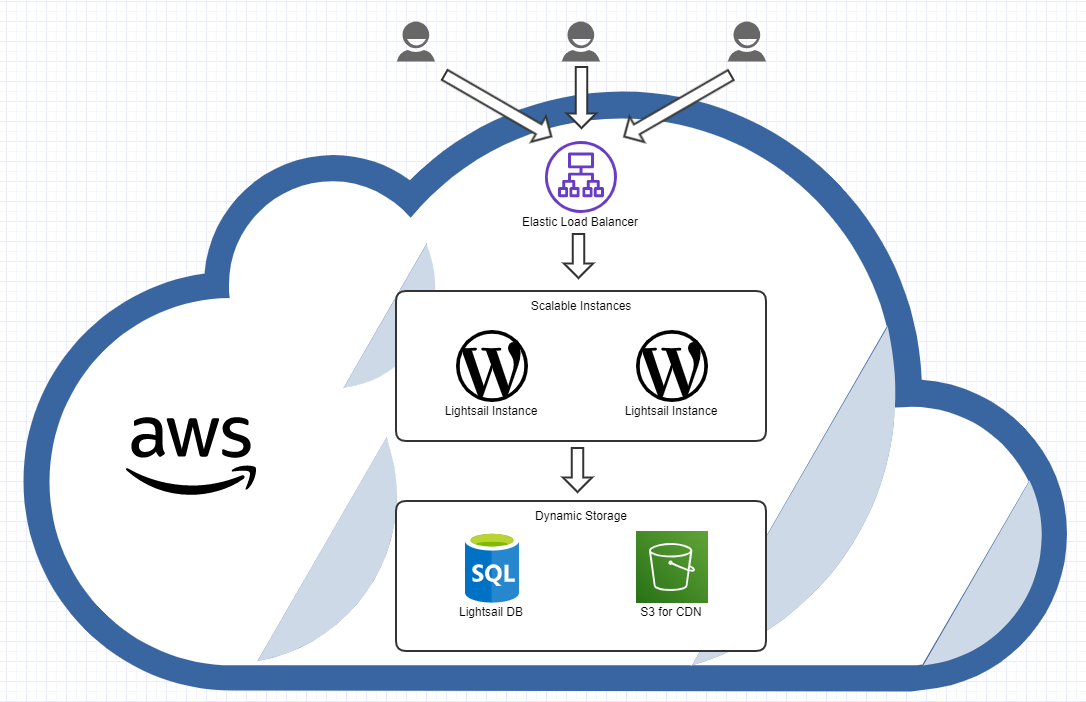 Elastic Load Balancer
Scalable Instances
Lightsail Instance
Lightsail Instance
aws
Dynamic Storage
SQL
Lightsail DB
S3 for CDN